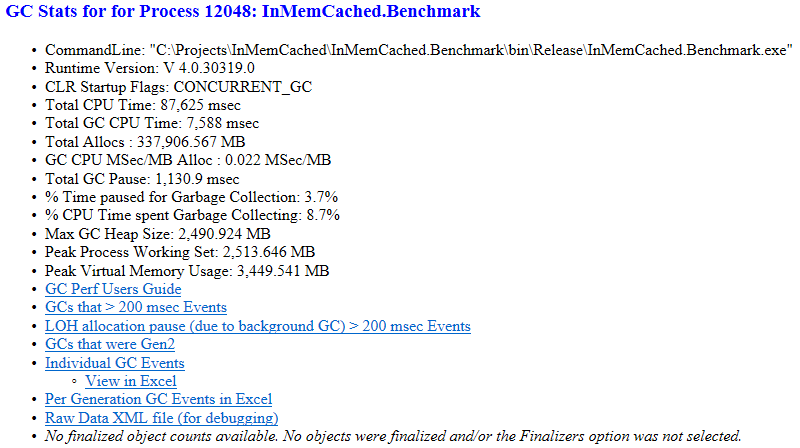 GC Stats for for Process 12048: InMemCached.Benchmark
• CommandLine: "C:\Projects\InMemCached\InMemCached.Benchmark\bin\Release\InMemCached.Benchmark.exe"
• Runtime Version: V 4.0.30319.0
• CLR Startup Flags: CONCURRENT_GC
• Total CPU Time: 87,625 msec
• Total GC CPU Time: 7,588 msec
• Total Allocs : 337,906.567 MB
• GC CPU MSec/MB Alloc : 0.022 MSec/MB
• Total GC Pause: 1,130.9 msec
• % Time paused for Garbage Collection: 3.7%
• % CPU Time spent Garbage Collecting: 8.7%
• Max GC Heap Size: 2,490.924 MB
• Peak Process Working Set: 2,513.646 MB
• Peak Virtual Memory Usage: 3,449.541 MB
• GC Perf Users Guide
• GCs that > 200 msec Events
• LOH allocation pause (due to background GC) > 200 msec Events
• GCs that were Gen2
• Individual GC Events
◦ View in Excel
• Per Generation GC Events in Excel
• Raw Data XML file (for debugging)
• No finalized object counts available. No objects were finalized and/or the Finalizers option was not selected.